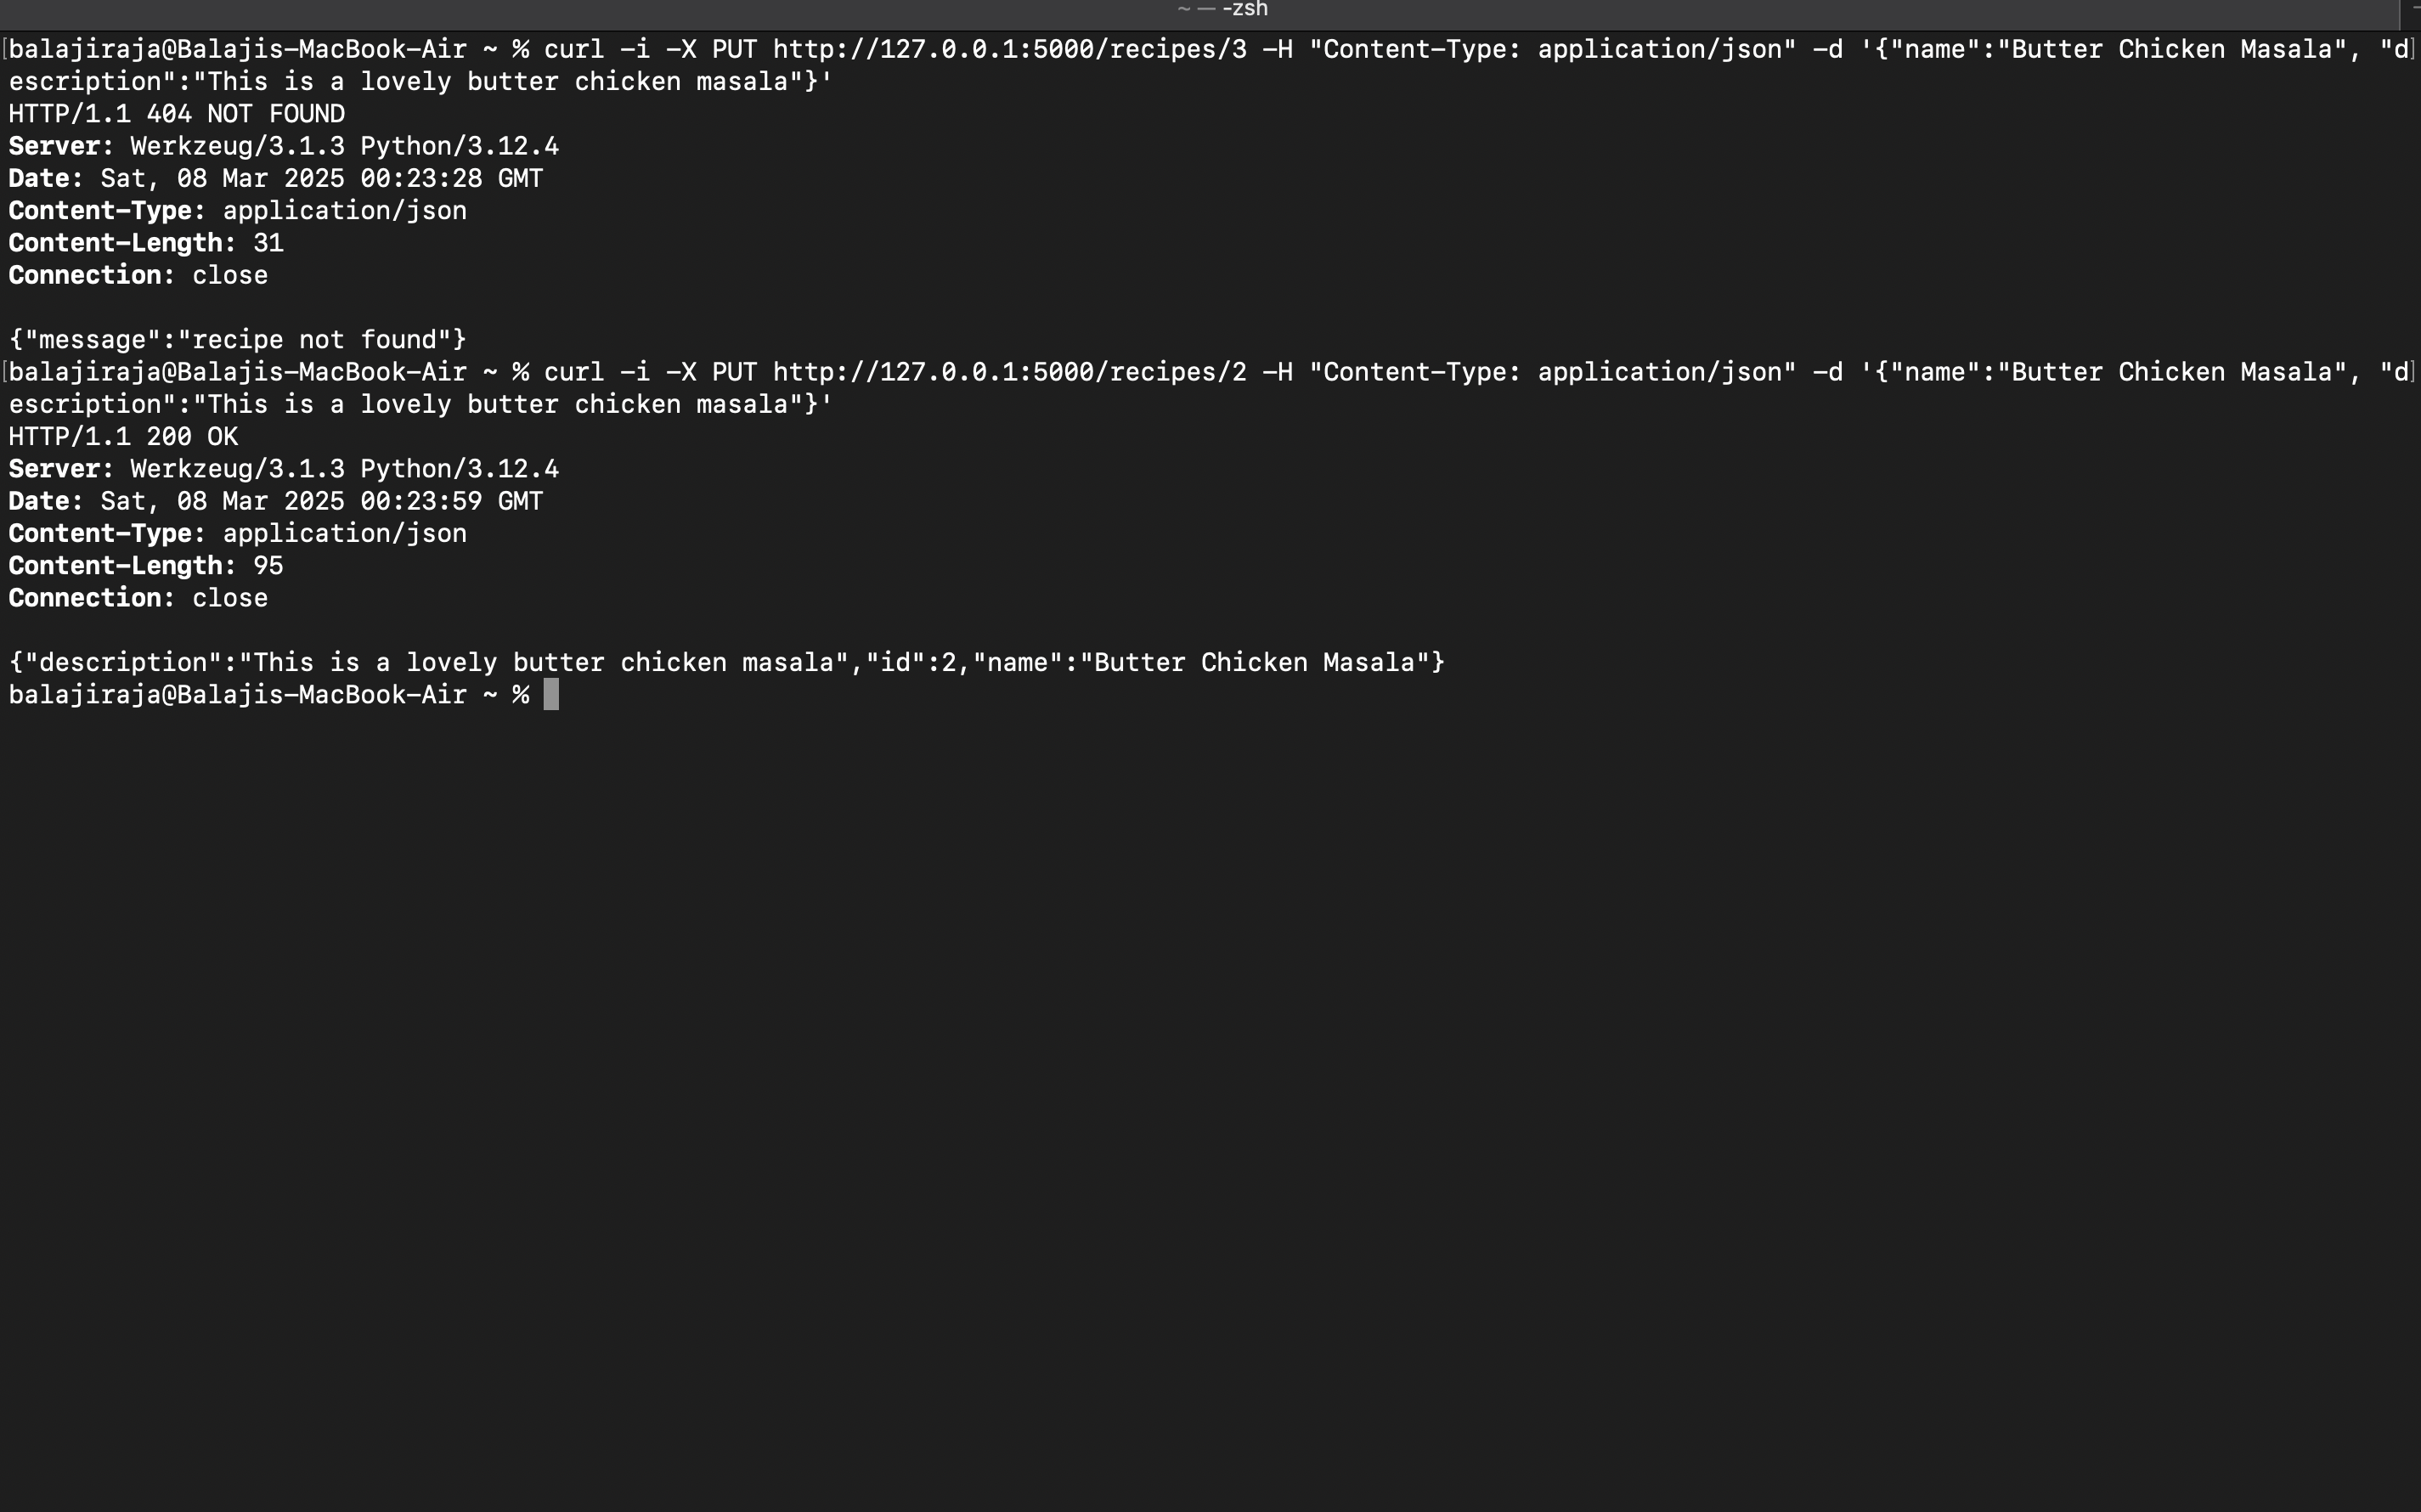 ~ — -zsh
balajiraja@Balajis-MacBook-Air ~ % curl -i -X PUT http://127.0.0.1:5000/recipes/3 -H "Content-Type: application/json" -d '{"name":"Butter Chicken Masala", "d
escription":"This is a lovely butter chicken masala"}'
HTTP/1.1 404 NOT FOUND
Server: Werkzeug/3.1.3 Python/3.12.4
Date: Sat, 08 Mar 2025 00:23:28 GMT
Content-Type: application/json
Content-Length: 31
Connection: close
{"message":"recipe not found"}
balajiraja@Balajis-MacBook-Air ~ % curl -i -X PUT http://127.0.0.1:5000/recipes/2 -H "Content-Type: application/json" -d '{"name":"Butter Chicken Masala", "d
escription":"This is a lovely butter chicken masala"}'
HTTP/1.1 200 OK
Server: Werkzeug/3.1.3 Python/3.12.4
Date: Sat, 08 Mar 2025 00:23:59 GMT
Content-Type: application/json
Content-Length: 95
Connection: close
{"description":"This is a lovely butter chicken masala","id":2,"name":"Butter Chicken Masala"}
balajiraja@Balajis-MacBook-Air ~ %